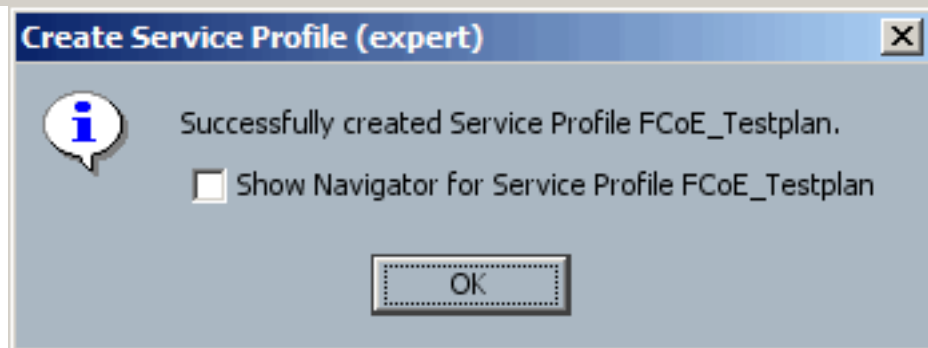 Create Service Profile (expert)
Successfully created Service Profile FCoE_Testplan.
Show Navigator for Service Profile FCoE_Testplan
OK